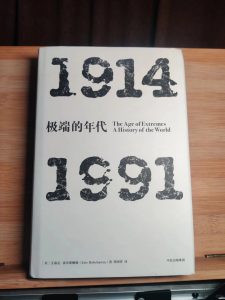 1914
极端的年代
The Age of Extremes
A History of the World
1991